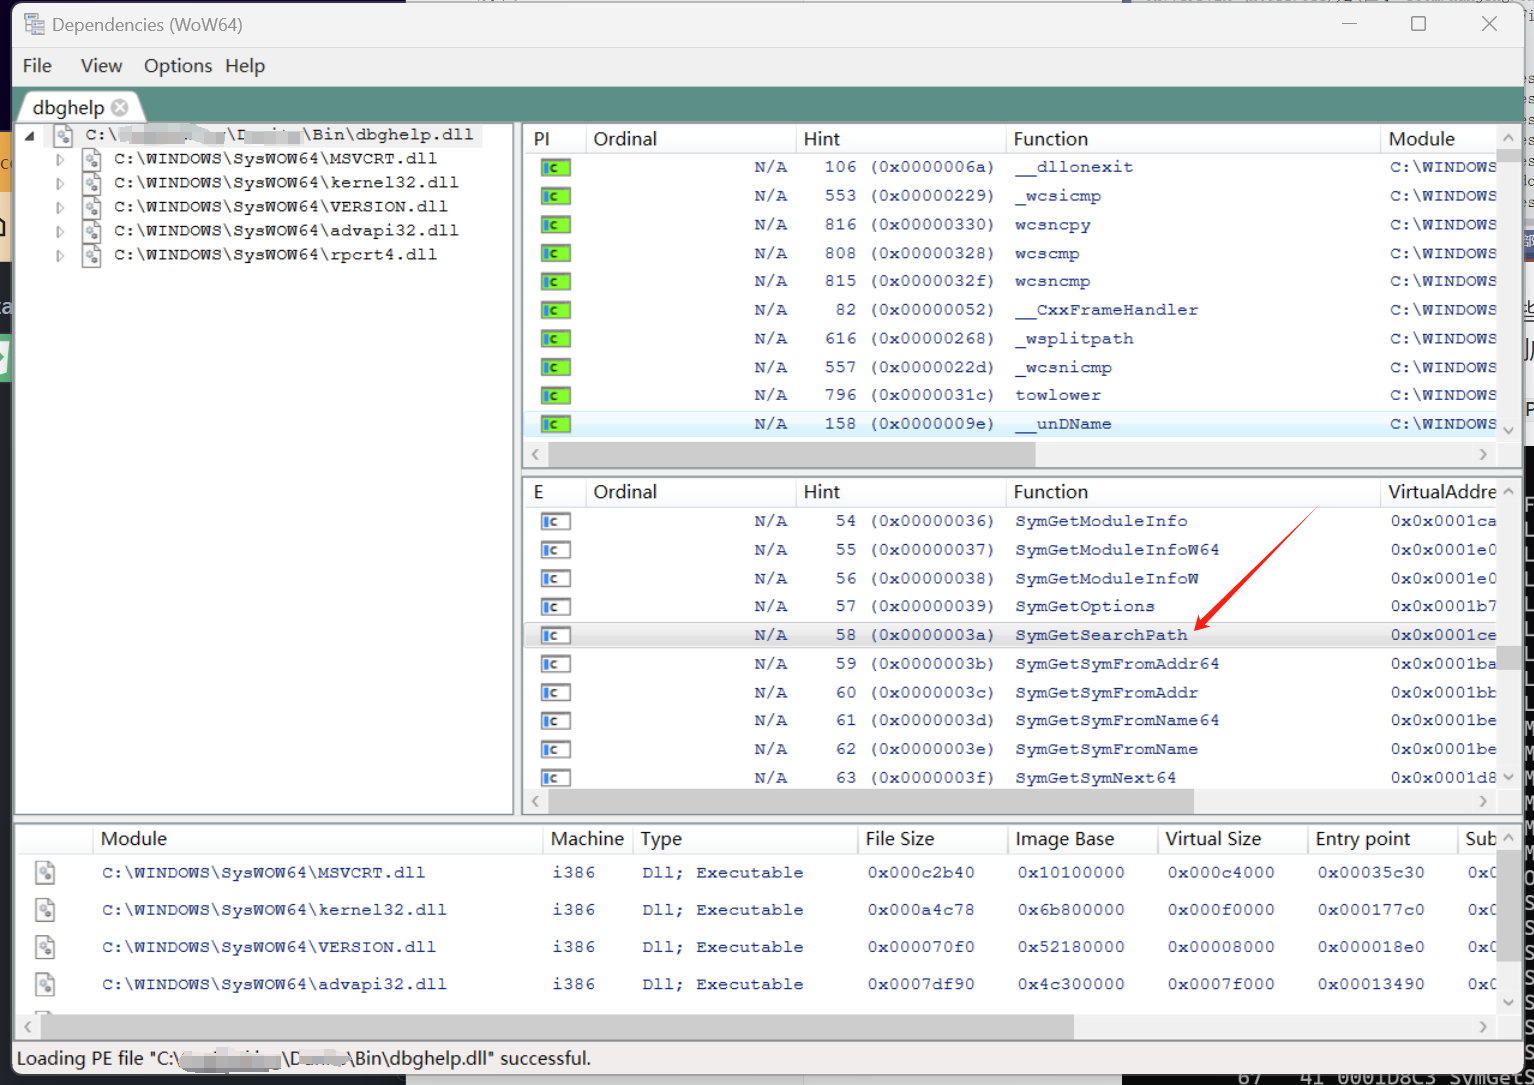 Dependencies (WoW64)
File View Options Help
dbghelp
C:\ \D \Bin\dbghelp.dll
C:\WINDOWS\SysWOW64\MSVCRT.dll
C:\WINDOWS\SysWOW64\kernel32.dll
C:\WINDOWS\SysWOW64\VERSION.dll
C:\WINDOWS\SysWOW64\advapi32.dll
C:\WINDOWS\SysWOW64\rpcrt4.dll
PI Ordinal Hint Function Module
C N/A 106 (0x0000006a) __dllonexit C:\WINDOWS
C N/A 553 (0x00000229) _wcsicmp C:\WINDOWS
C N/A 816 (0x00000330) wcsncpy C:\WINDOWS
C N/A 808 (0x00000328) wcscmp C:\WINDOWS
C N/A 815 (0x0000032f) wcsncmp C:\WINDOWS
C N/A 82 (0x00000052) __CxxFrameHandler C:\WINDOWS
C N/A 616 (0x00000268) _wsplitpath C:\WINDOWS
C N/A 557 (0x0000022d) _wcsnicmp C:\WINDOWS
C N/A 796 (0x0000031c) towlower C:\WINDOWS
C N/A 158 (0x0000009e) __unDName C:\WINDOWS
E Ordinal Hint Function VirtualAddre
C N/A 54 (0x00000036) SymGetModuleInfo 0x0x0001ca
C N/A 55 (0x00000037) SymGetModuleInfoW64 0x0x0001e0
C N/A 56 (0x00000038) SymGetModuleInfoW 0x0x0001e0
C N/A 57 (0x00000039) SymGetOptions 0x0x0001b7
C N/A 58 (0x0000003a) SymGetSearchPath 0x0x0001ce
C N/A 59 (0x0000003b) SymGetSymFromAddr64 0x0x0001ba
C N/A 60 (0x0000003c) SymGetSymFromAddr 0x0x0001bb
C N/A 61 (0x0000003d) SymGetSymFromName64 0x0x0001be
C N/A 62 (0x0000003e) SymGetSymFromName 0x0x0001be
C N/A 63 (0x0000003f) SymGetSymNext64 0x0x0001d8
Module Machine Type File Size Image Base Virtual Size Entry point Sub
C:\WINDOWS\SysWOW64\MSVCRT.dll i386 Dll; Executable 0x000c2b40 0x10100000 0x000c4000 0x00035c30 0x0
C:\WINDOWS\SysWOW64\kernel32.dll i386 Dll; Executable 0x000a4c78 0x6b800000 0x000f0000 0x000177c0 0x0
C:\WINDOWS\SysWOW64\VERSION.dll i386 Dll; Executable 0x000070f0 0x52180000 0x00008000 0x000018e0 0x0
C:\WINDOWS\SysWOW64\advapi32.dll i386 Dll; Executable 0x0007df90 0x4c300000 0x0007f000 0x00013490 0x0
Loading PE file "C:\ \D \Bin\dbghelp.dll" successful.